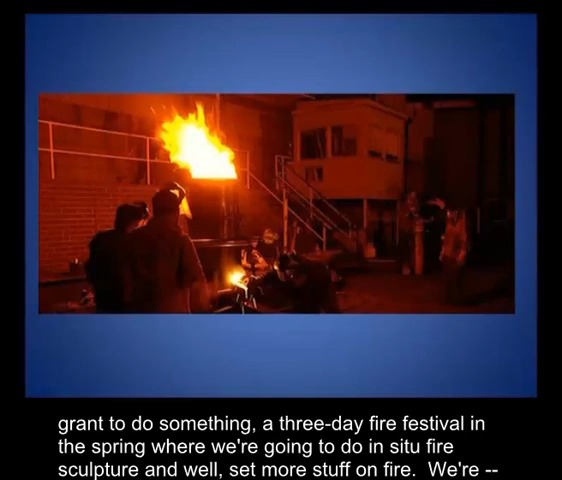 grant to do something, a three-day fire festival in
the spring where we're going to do in situ fire
sculpture and well, set more stuff on fire.  We're --